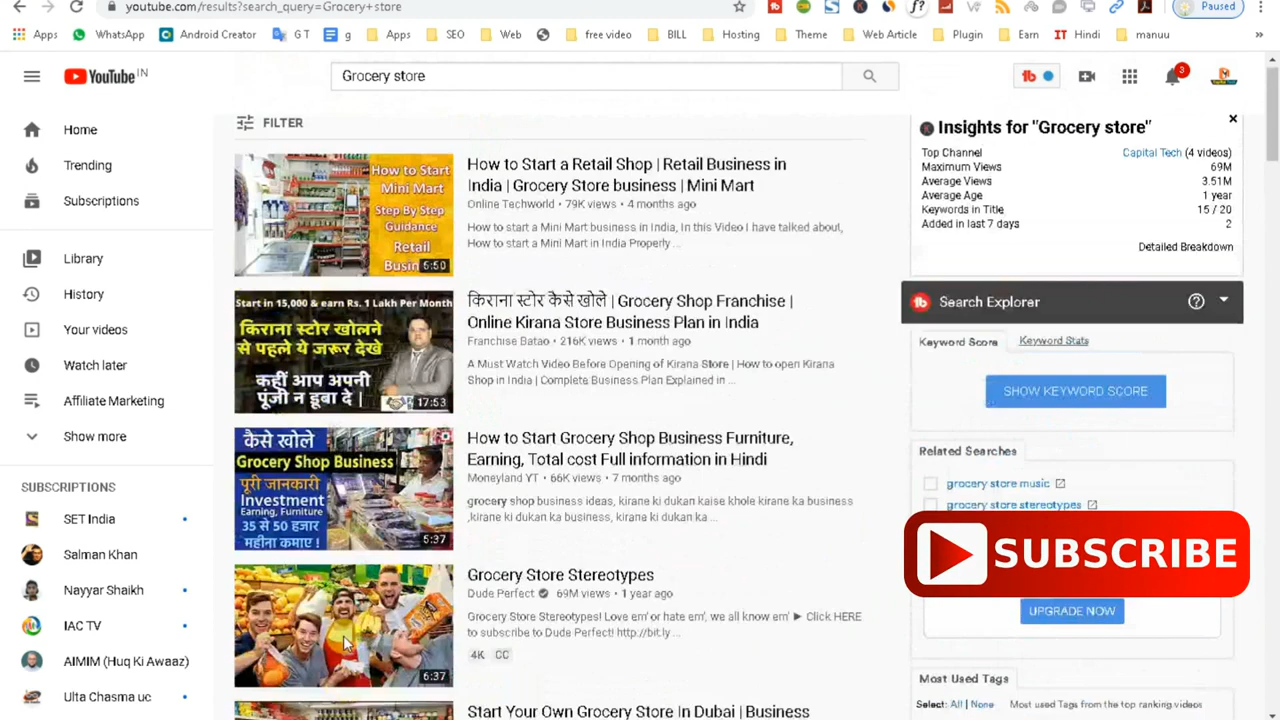 youtube.com/results?search_query=Grocery+store
Paused
Apps WhatsApp Android Creator G T g Apps SEO Web free video BILL Hosting Theme Web Article Plugin Earn IT Hindi manuu »
YouTube IN
Grocery store
3
Home
Trending
Subscriptions
Library
History
Your videos
Watch later
Affiliate Marketing
Show more
SUBSCRIPTIONS
SET India
Salman Khan
Nayyar Shaikh
IAC TV
AIMIM (Huq Ki Awaaz)
Ulta Chasma uc
FILTER
How to Start
Mini Mart
Step By Step
Guidance
Retail
Busin
6:50
How to Start a Retail Shop | Retail Business in
India | Grocery Store business | Mini Mart
Online Techworld • 79K views • 4 months ago
How to start a Mini Mart business in India, In this Video I have talked about,
How to start a Mini Mart in India Properly ...
Start in 15,000 & earn Rs. 1 Lakh Per Month
किराना स्टोर खोलने
से पहले ये जरूर देखे
कहीं आप अपनी
पूंजी न डूबा दे |
17:53
किराना स्टोर कैसे खोले | Grocery Shop Franchise |
Online Kirana Store Business Plan in India
Franchise Batao • 216K views • 1 month ago
A Must Watch Video Before Opening of Kirana Store | How to open Kirana
Shop in India | Complete Business Plan Explained in ...
कैसे खोले
Grocery Shop Business
पूरी जानकारी
Investment
Earning, Furniture
35 से 50 हजार
महीना कमाए !
5:37
How to Start Grocery Shop Business Furniture,
Earning, Total cost Full information in Hindi
Moneyland YT • 66K views • 7 months ago
grocery shop business ideas, kirane ki dukan kaise khole kirane ka business
,kirane ki dukan ka business, kirane ki dukan ka ...
6:37
Grocery Store Stereotypes
Dude Perfect 69M views • 1 year ago
Grocery Store Stereotypes! Love em' or hate em', we all know em' ► Click HERE
to subscribe to Dude Perfect! http://bit.ly ...
4K CC
Start Your Own Grocery Store In Dubai | Business
Insights for "Grocery store"
Top Channel Capital Tech (4 videos)
Maximum Views 69M
Average Views 3.51M
Average Age 1 year
Keywords in Title 15 / 20
Added in last 7 days 2
Detailed Breakdown
Search Explorer
Keyword Score Keyword Stats
SHOW KEYWORD SCORE
Related Searches
grocery store music
grocery store stereotypes
SUBSCRIBE
UPGRADE NOW
Most Used Tags
Select: All | None Most used Tags from the top ranking videos